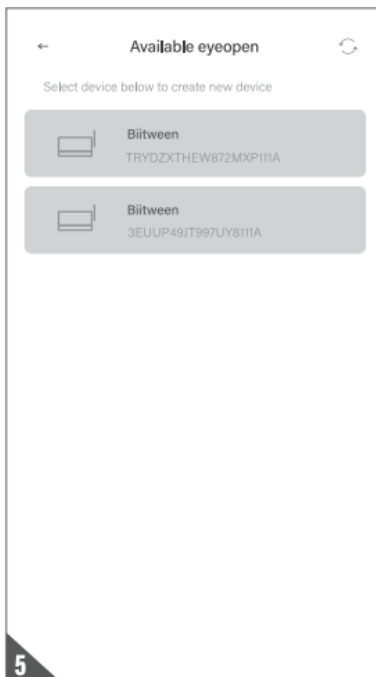 Available eyeopen
Select device below to create new device
Biitween
TRYDZXTHEW872MXP111A
Biitween
3EUUP49JT997UY8111A
5